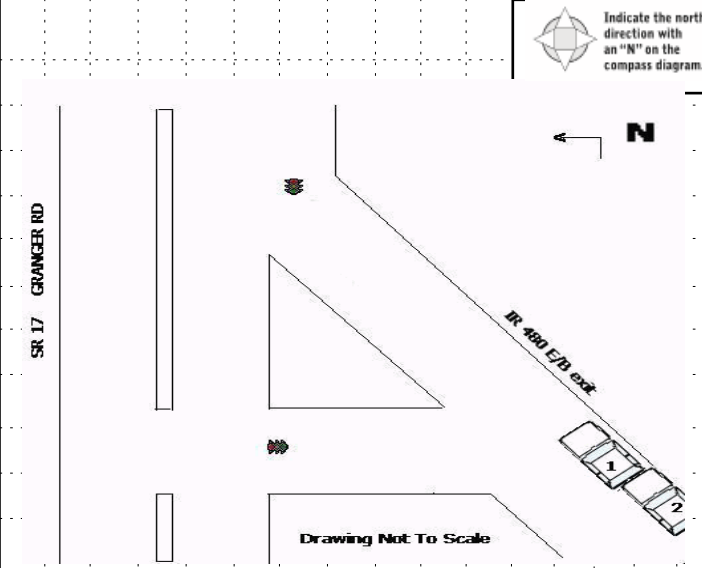 Indicate the north
direction with
an "N" on the
compass diagram.
N
SR 17 GRANGER RD
IR 480 E/B exit
1
2
Drawing Not To Scale